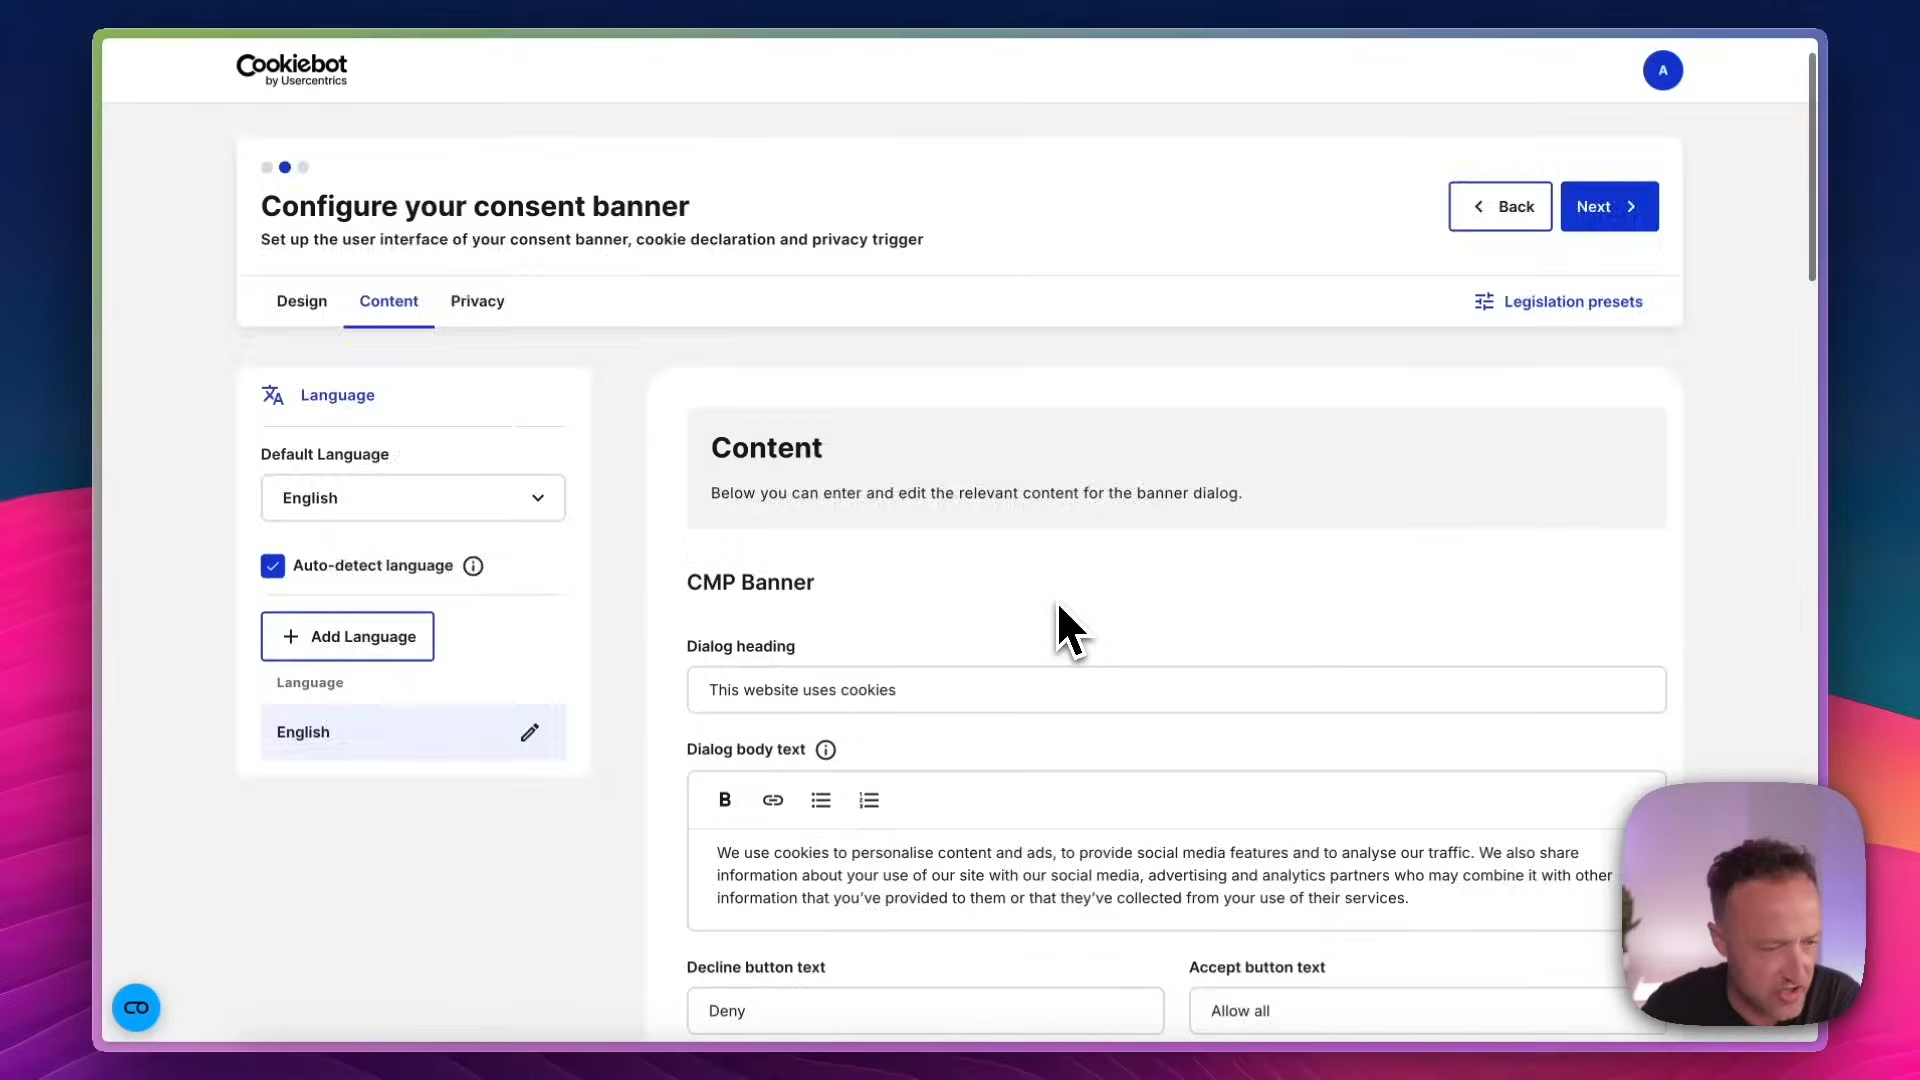 Cookiebot
by Usercentrics
A
Configure your consent banner
Set up the user interface of your consent banner, cookie declaration and privacy trigger
Back
Next
Design
Content
Privacy
Legislation presets
Language
Default Language
English
Auto-detect language
Add Language
Language
English
Content
Below you can enter and edit the relevant content for the banner dialog.
CMP Banner
Dialog heading
This website uses cookies
Dialog body text
B
We use cookies to personalise content and ads, to provide social media features and to analyse our traffic. We also share
information about your use of our site with our social media, advertising and analytics partners who may combine it with other
information that you've provided to them or that they've collected from your use of their services.
Decline button text
Accept button text
Deny
Allow all